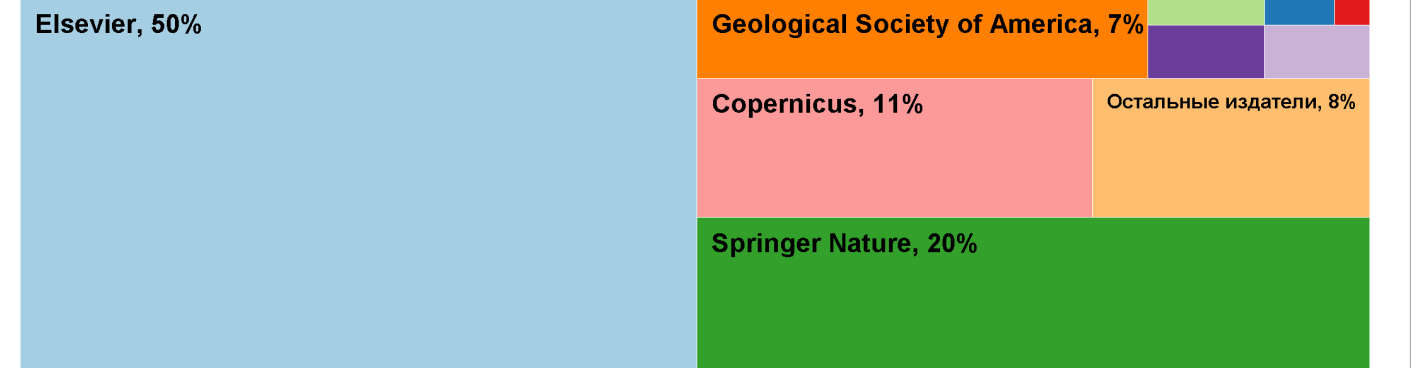 Elsevier, 50%
Geological Society of America, 7%
Copernicus, 11%
Остальные издатели, 8%
Springer Nature, 20%